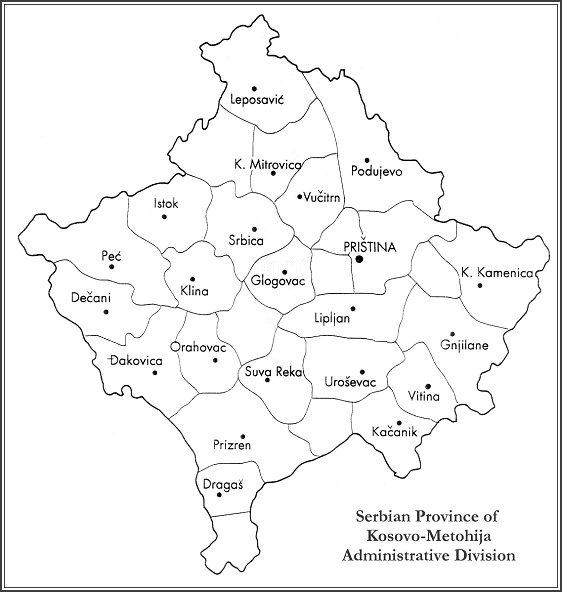 Leposavić
K. Mitrovica
Podujevo
Vučitrn
Istok
Srbica
PRIŠTINA
Peć
Glogovac
K. Kamenica
Klina
Dečani
Lipljan
Gnjilane
Orahovac
Đakovica
Suva Reka
Uroševac
Vitina
Kačanik
Prizren
Dragaš
Serbian Province of
Kosovo-Metohija
Administrative Division